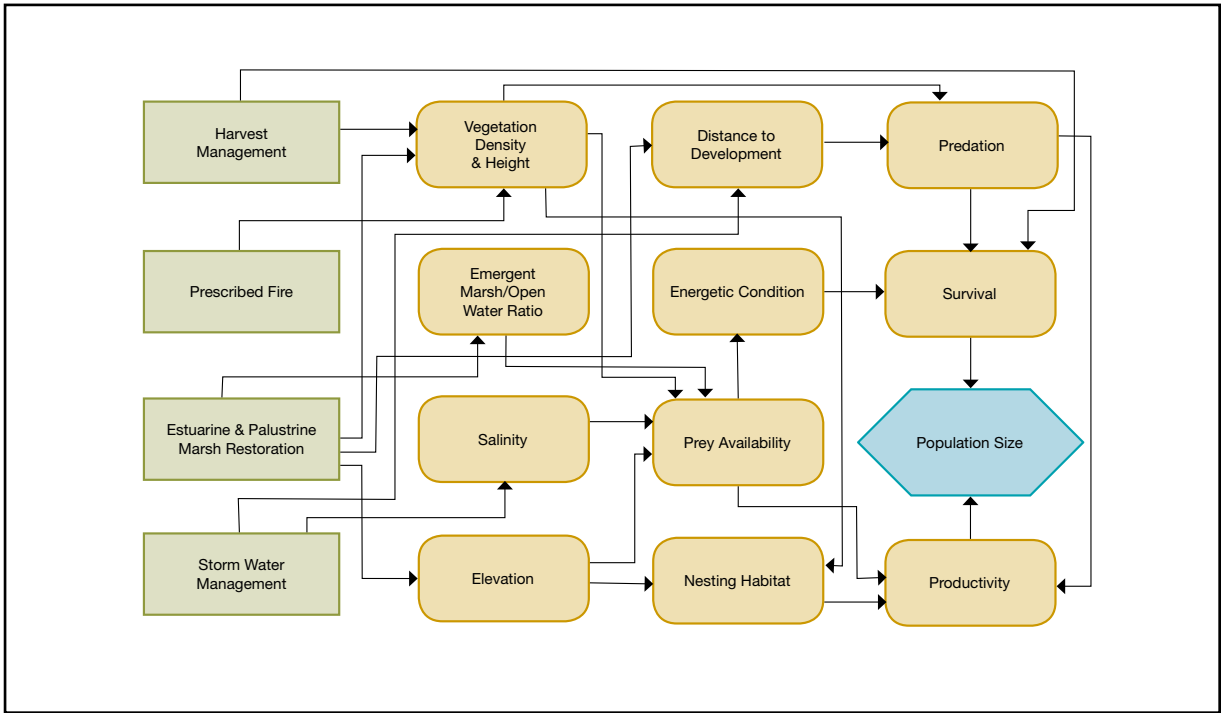 Harvest
Management
Vegetation
Density
& Height
Distance to
Development
Predation
Prescribed Fire
Emergent
Marsh/Open
Water Ratio
Energetic Condition
Survival
Estuarine & Palustrine
Marsh Restoration
Salinity
Prey Availability
Population Size
Storm Water
Management
Elevation
Nesting Habitat
Productivity